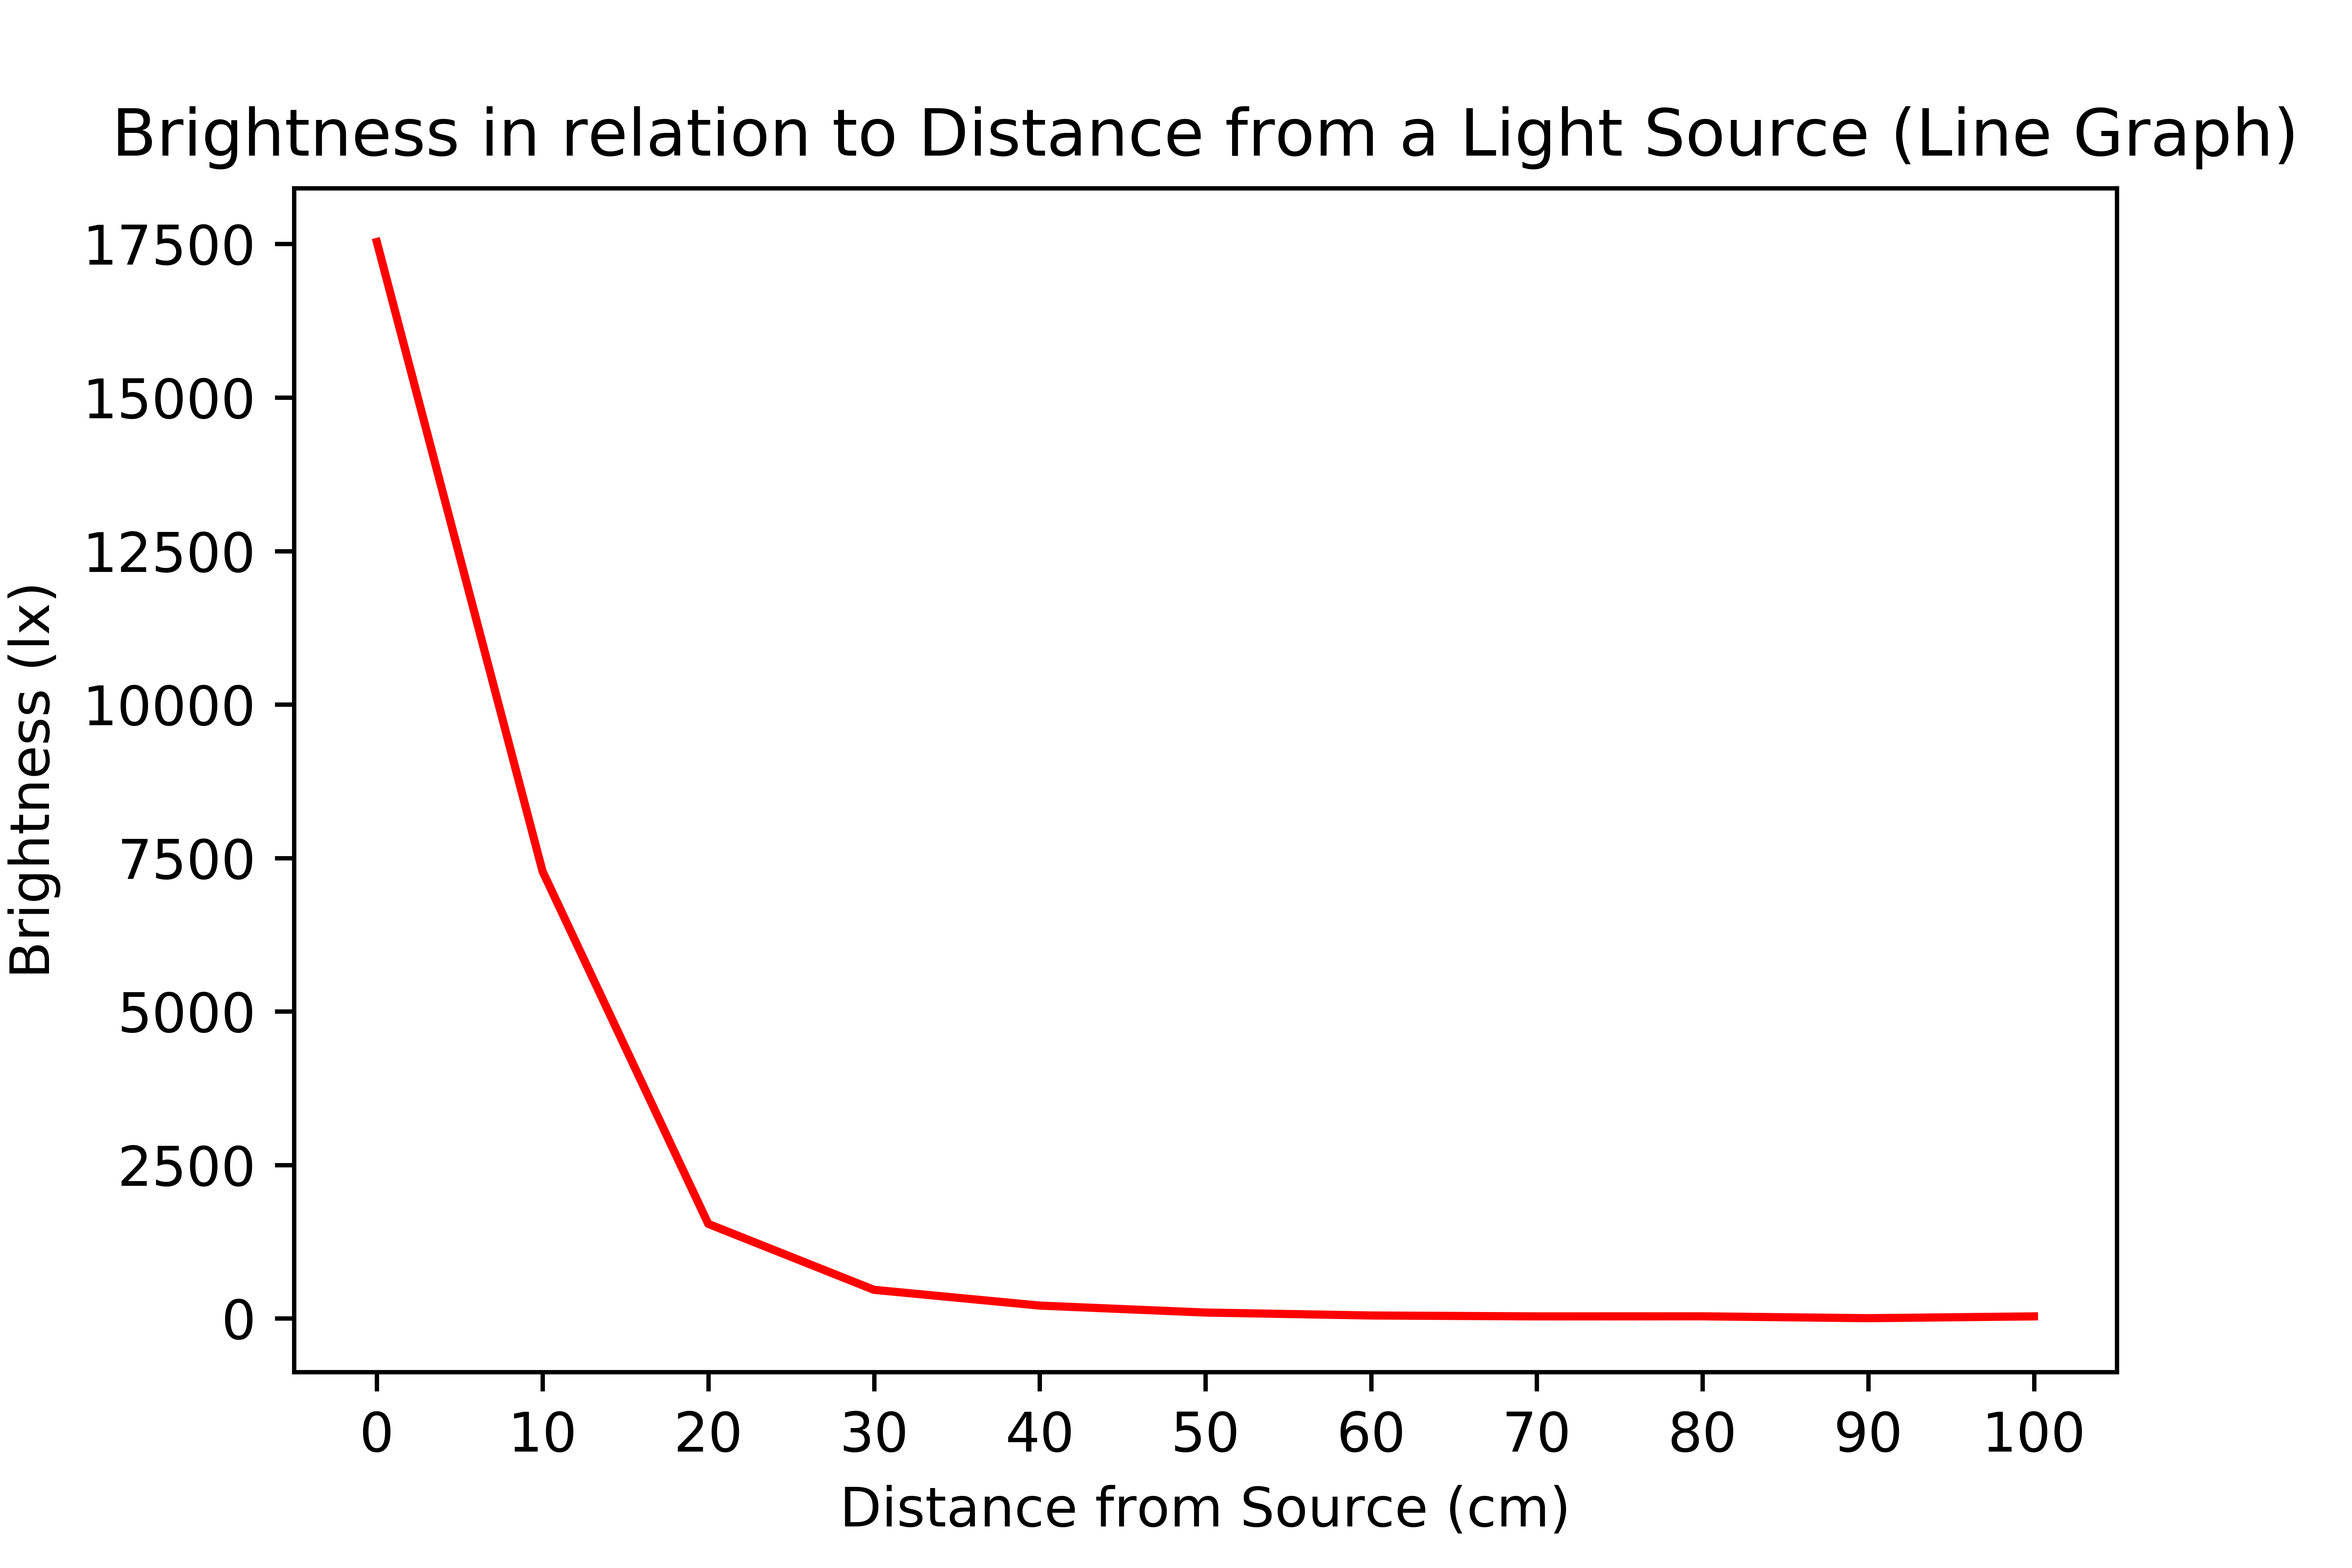 Brightness in relation to Distance from a Light Source (Line Graph)
17500
15000
12500
10000
7500
5000
2500
0
Brightness (lx)
0 10 20 30 40 50 60 70 80 90 100
Distance from Source (cm)